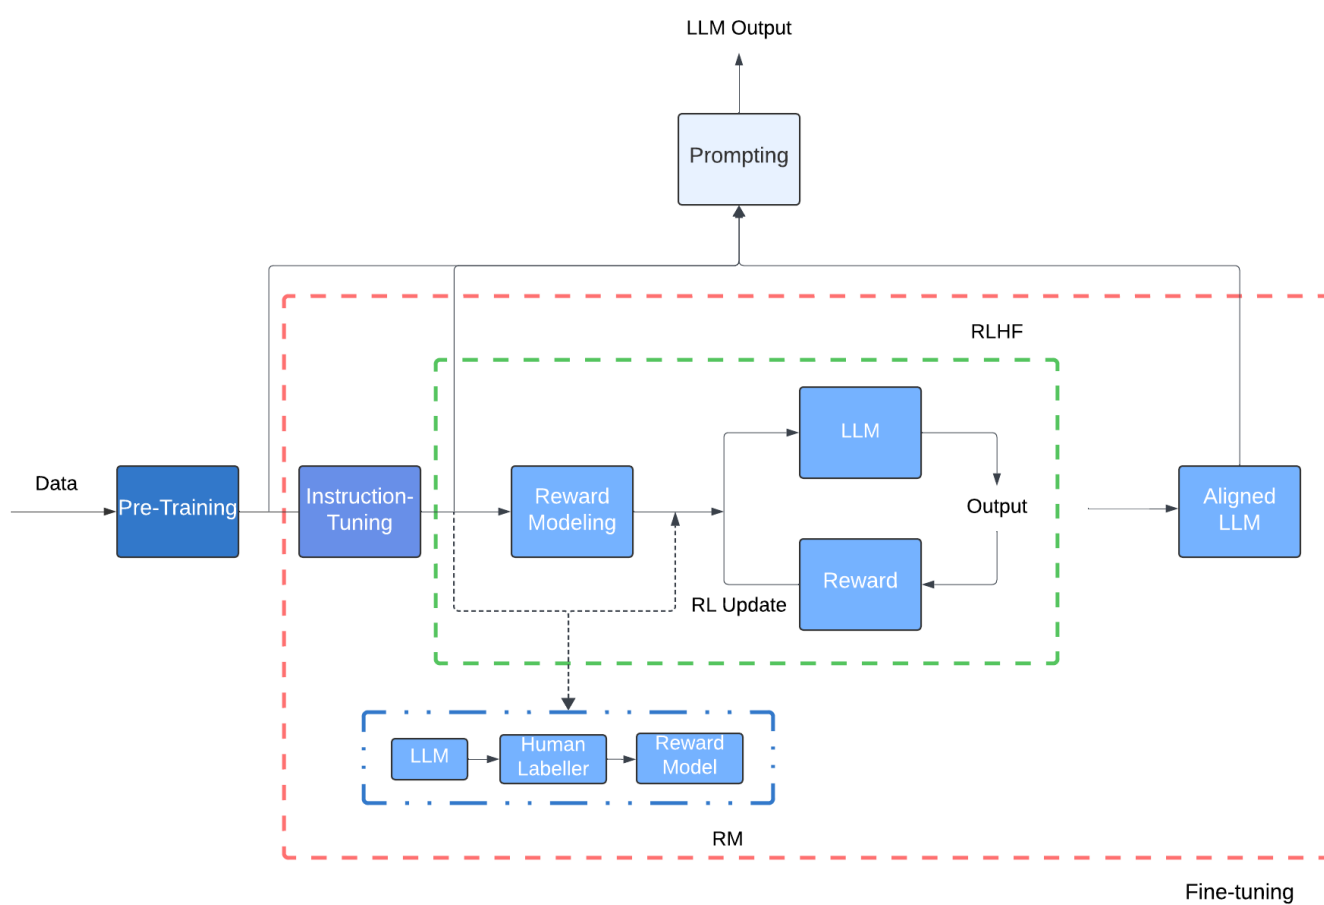 LLM Output
Prompting
RLHF
LLM
Data
Pre-Training
Instruction-
Tuning
Reward
Modeling
Output
Aligned
LLM
Reward
RL Update
LLM
Human
Labeller
Reward
Model
RM
Fine-tuning